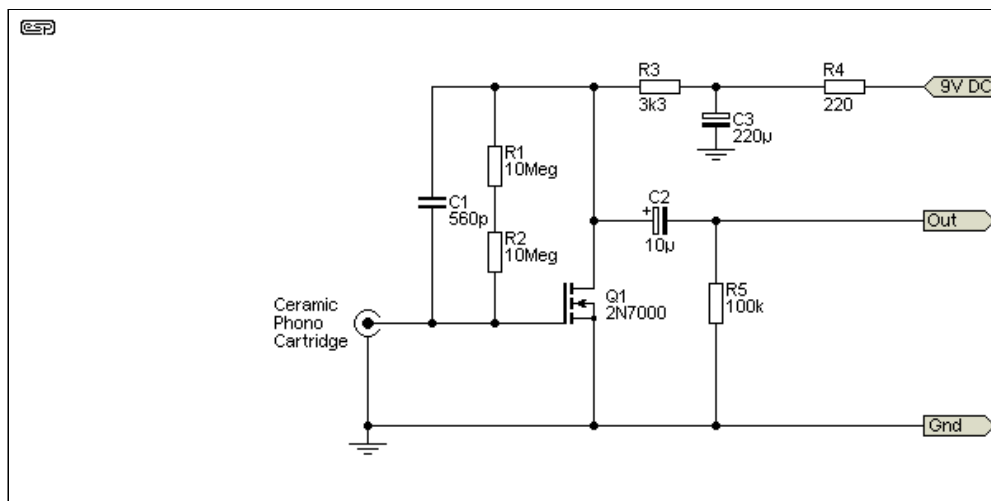 esp
R3
3k3
R4
220
9V DC
C3
220µ
R1
10Meg
C1
560p
R2
10Meg
C2
+
10µ
Out
Q1
2N7000
R5
100k
Ceramic
Phono
Cartridge
Gnd